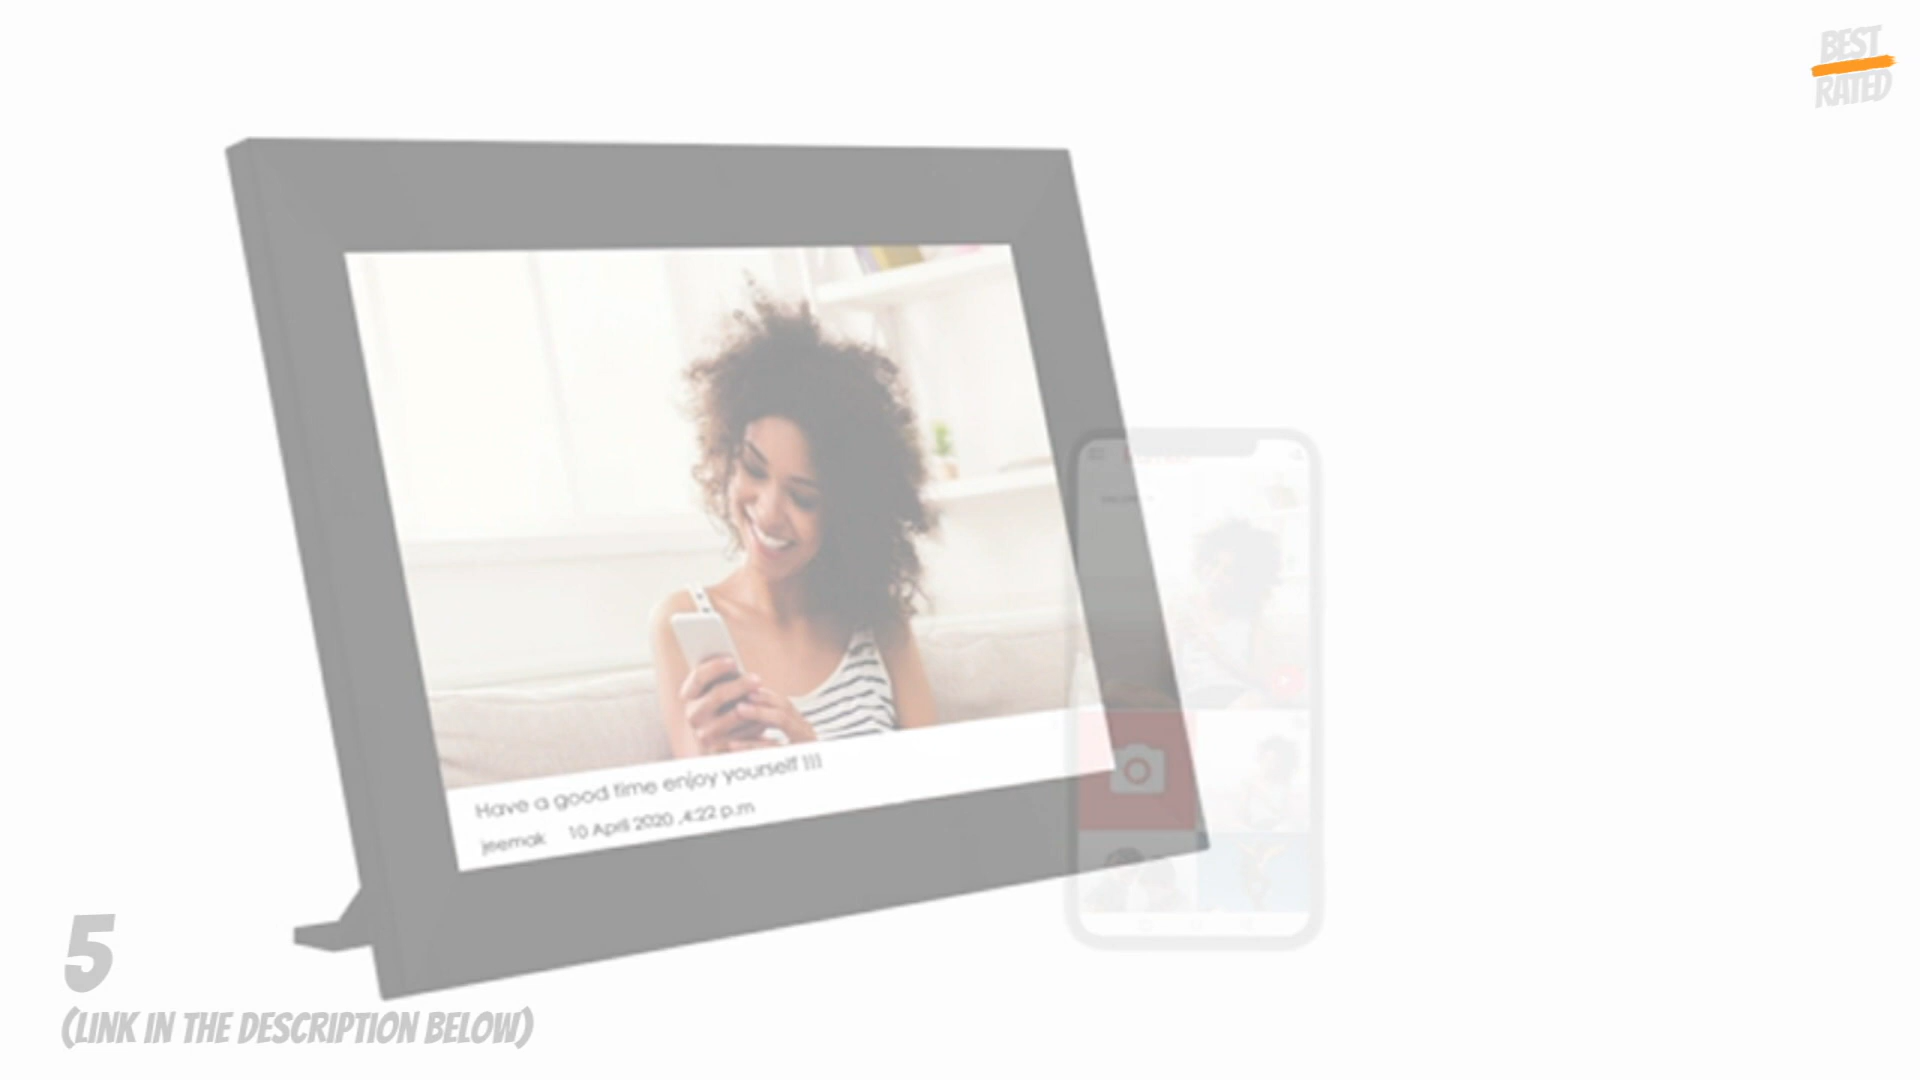 BEST
RATED
Have a good time enjoy yourself !!!
jeemak 10 April 2020 ,4:22 p.m
5
(LINK IN THE DESCRIPTION BELOW)